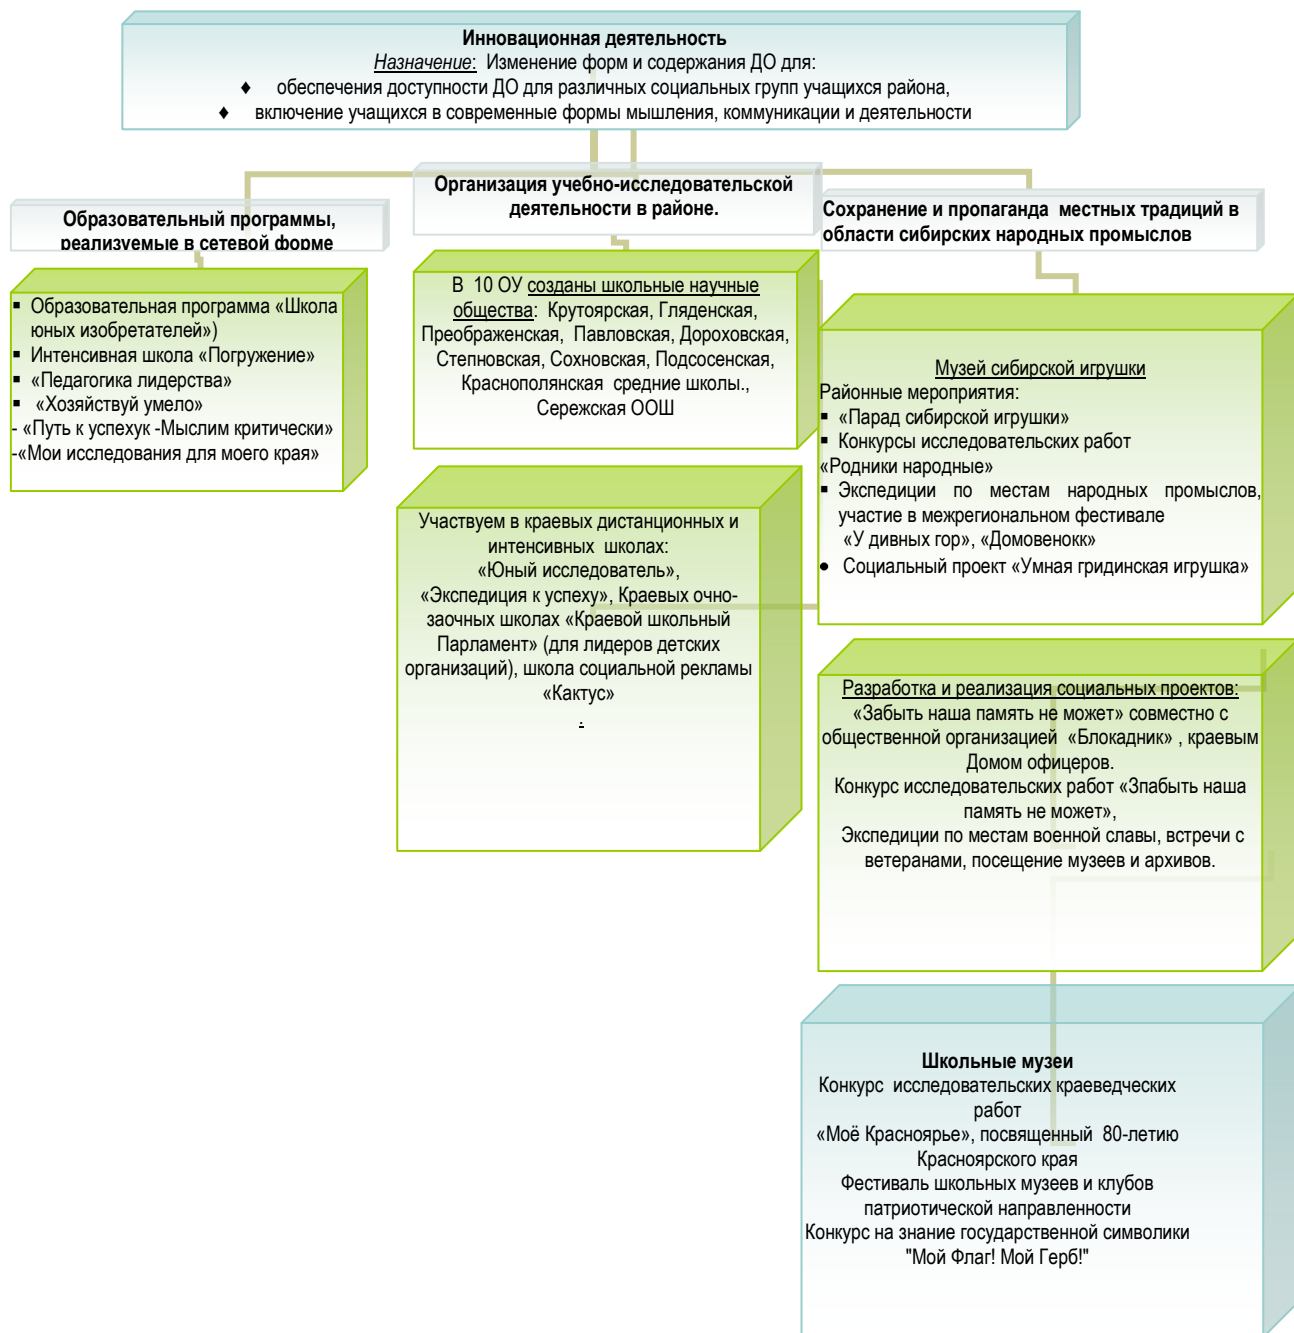 Инновационная деятельность
Назначение: Изменение форм и содержания ДО для:
♦ обеспечения доступности ДО для различных социальных групп учащихся района,
♦ включение учащихся в современные формы мышления, коммуникации и деятельности
Образовательный программы,
реализуемые в сетевой форме
▪ Образовательная программа «Школа
юных изобретателей»)
▪ Интенсивная школа «Погружение»
▪ «Педагогика лидерства»
▪ «Хозяйствуй умело»
- «Путь к успехук -Мыслим критически»
-«Мои исследования для моего края»
Организация учебно-исследовательской
деятельности в районе.
В 10 ОУ созданы школьные научные
общества: Крутоярская, Гляденская,
Преображенская, Павловская, Дороховская,
Степновская, Сохновская, Подсосенская,
Краснополянская средние школы.,
Сережская ООШ
Участвуем в краевых дистанционных и
интенсивных школах:
«Юный исследователь»,
«Экспедиция к успеху», Краевых очно-
заочных школах «Краевой школьный
Парламент» (для лидеров детских
организаций), школа социальной рекламы
«Кактус»
.
Сохранение и пропаганда местных традиций в
области сибирских народных промыслов
Музей сибирской игрушки
Районные мероприятия:
▪ «Парад сибирской игрушки»
▪ Конкурсы исследовательских работ
«Родники народные»
▪ Экспедиции по местам народных промыслов,
участие в межрегиональном фестивале
«У дивных гор», «Домовенокк»
• Социальный проект «Умная гридинская игрушка»
Разработка и реализация социальных проектов:
«Забыть наша память не может» совместно с
общественной организацией «Блокадник» , краевым
Домом офицеров.
Конкурс исследовательских работ «Зпабыть наша
память не может»,
Экспедиции по местам военной славы, встречи с
ветеранами, посещение музеев и архивов.
Школьные музеи
Конкурс исследовательских краеведческих
работ
«Моё Красноярье», посвященный 80-летию
Красноярского края
Фестиваль школьных музеев и клубов
патриотической направленности
Конкурс на знание государственной символики
"Мой Флаг! Мой Герб!"